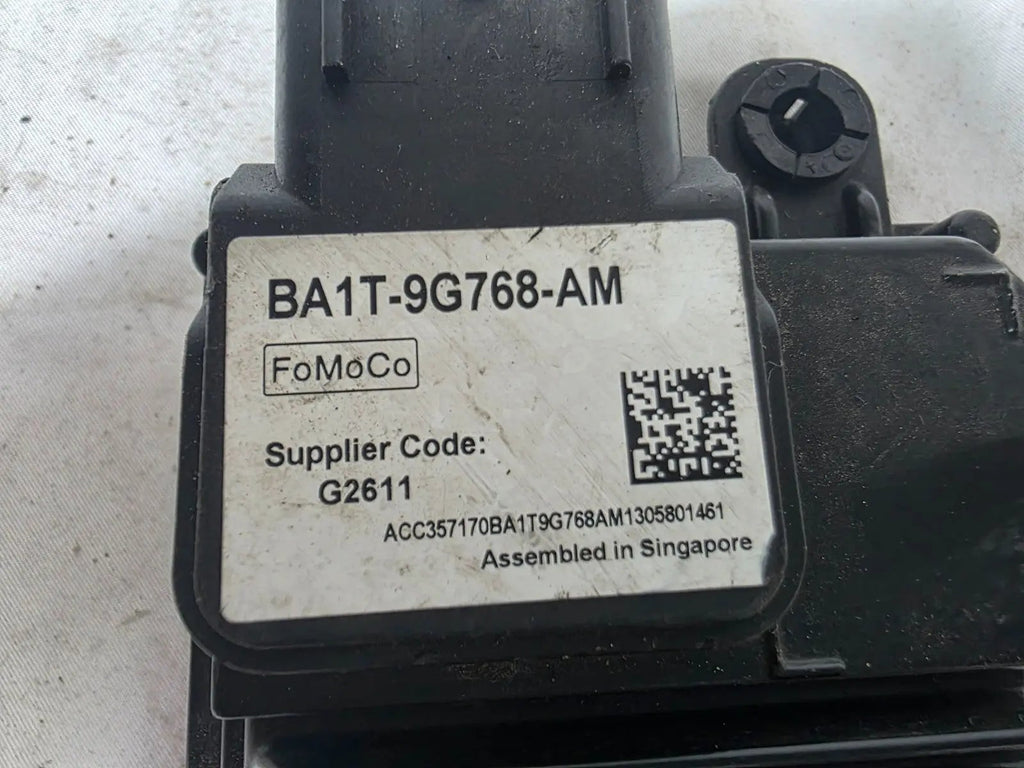 BA1T-9G768-AM
FoMoCo
Supplier Code:
G2611
ACC357170BA1T9G768AM1305801461
Assembled in Singapore